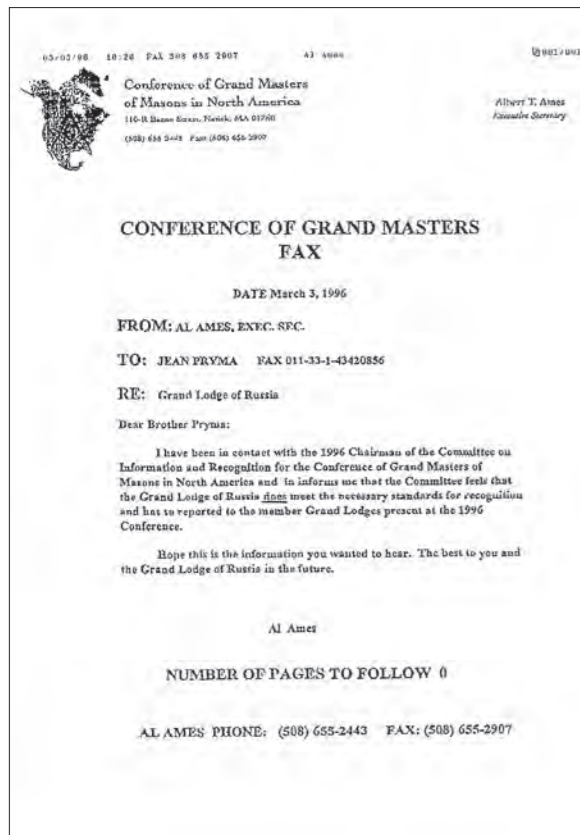 03/03/96 10:26 FAX 508 655 2907 Al Ames 001/001
Conference of Grand Masters
of Masons in North America
Natick, MA 01760
(508) 655 2443 Fax: (508) 655-2907
Albert T. Ames
Executive Secretary
CONFERENCE OF GRAND MASTERS
FAX
DATE March 3, 1996
FROM: AL AMES, EXEC. SEC.
TO: JEAN PRYMA FAX 011-33-1-43420856
RE: Grand Lodge of Russia
Dear Brother Pryma:
I have been in contact with the 1996 Chairman of the Committee on
Information and Recognition for the Conference of Grand Masters of
Masons in North America and in informs me that the Committee feels that
the Grand Lodge of Russia does meet the necessary standards for recognition
and has so reported to the member Grand Lodges present at the 1996
Conference.
Hope this is the information you wanted to hear. The best to you and
the Grand Lodge of Russia in the future.
Al Ames
NUMBER OF PAGES TO FOLLOW 0
AL AMES PHONE: (508) 655-2443 FAX: (508) 655-2907